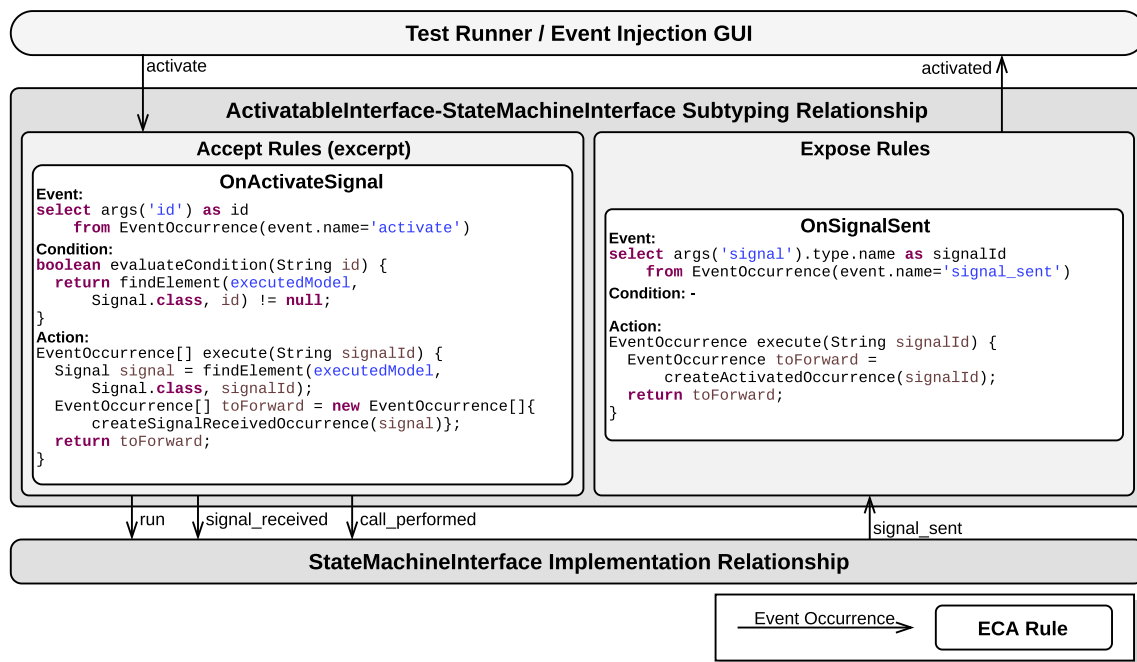 Test Runner / Event Injection GUI
activate
activated
ActivatableInterface-StateMachineInterface Subtyping Relationship
Accept Rules (excerpt)
OnActivateSignal
Event:
select args('id') as id
    from EventOccurrence(event.name='activate')
Condition:
boolean evaluateCondition(String id) {
  return findElement(executedModel,
      Signal.class, id) != null;
}
Action:
EventOccurrence[] execute(String signalId) {
  Signal signal = findElement(executedModel,
      Signal.class, signalId);
  EventOccurrence[] toForward = new EventOccurrence[]{
      createSignalReceivedOccurrence(signal)};
  return toForward;
}
Expose Rules
OnSignalSent
Event:
select args('signal').type.name as signalId
    from EventOccurrence(event.name='signal_sent')
Condition: -
Action:
EventOccurrence execute(String signalId) {
  EventOccurrence toForward =
      createActivatedOccurrence(signalId);
  return toForward;
}
run
signal_received
call_performed
signal_sent
StateMachineInterface Implementation Relationship
Event Occurrence
ECA Rule